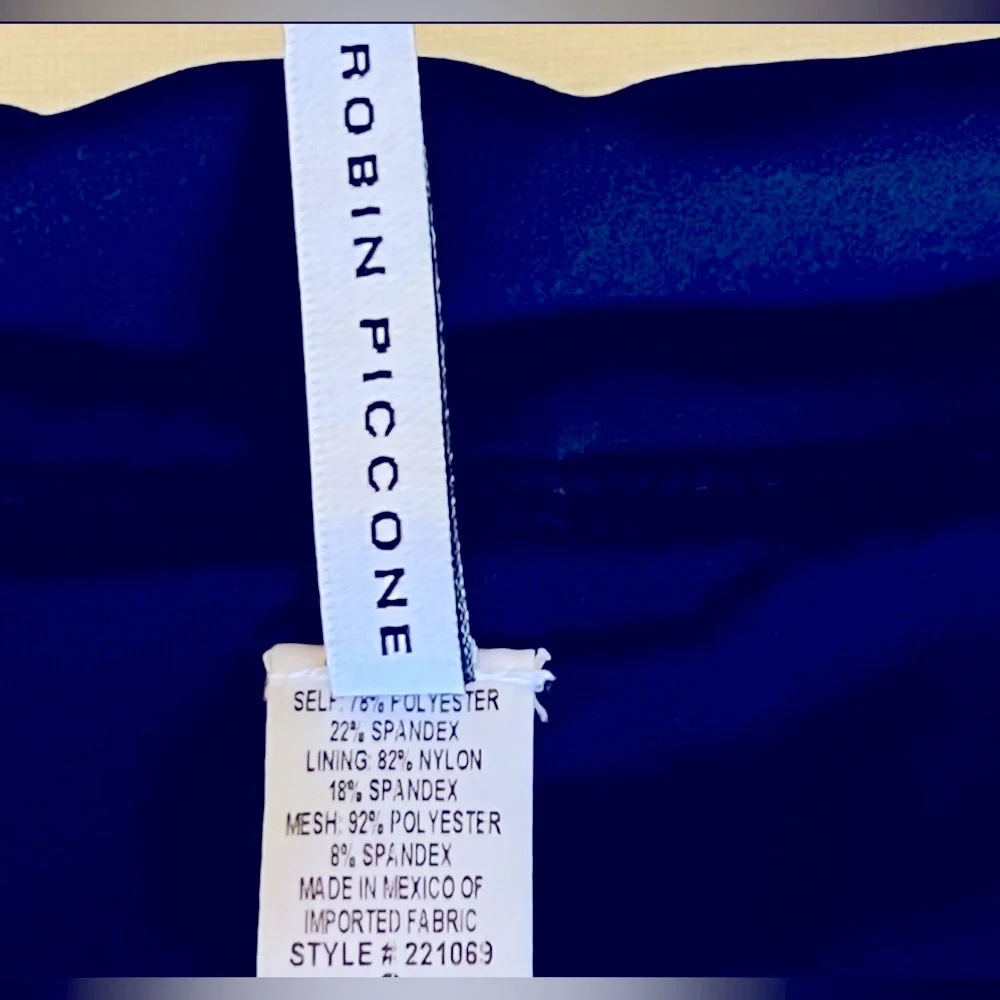 ROBIN PICCONE
SELF: 78% POLYESTER
22% SPANDEX
LINING: 82% NYLON
18% SPANDEX
MESH: 92% POLYESTER
8% SPANDEX
MADE IN MEXICO OF
IMPORTED FABRIC
STYLE # 221069